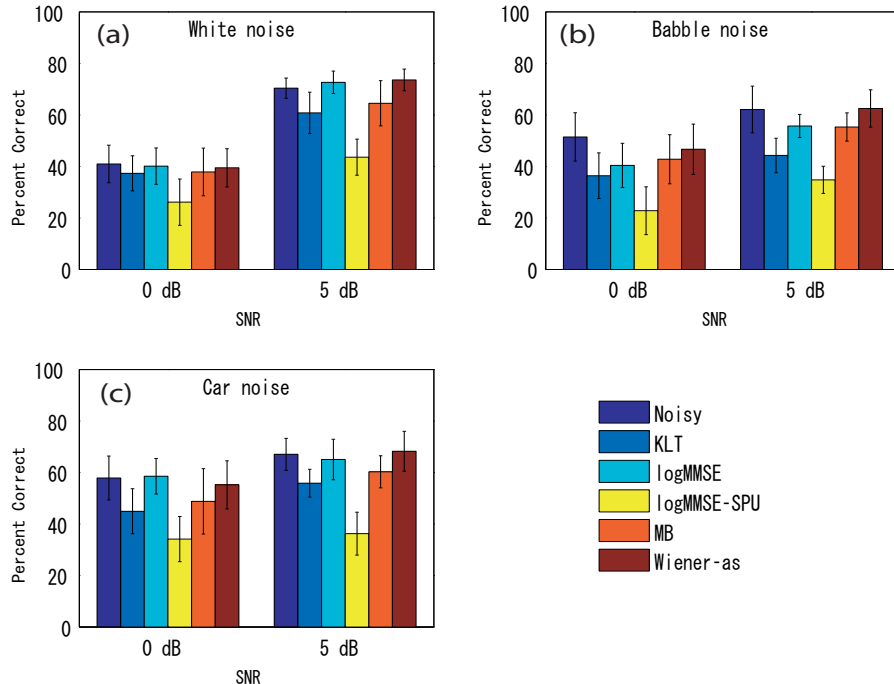 (a) White noise
100
80
60
40
20
0
Percent Correct
0 dB 5 dB
SNR
(b) Babble noise
100
80
60
40
20
0
Percent Correct
0 dB 5 dB
SNR
(c) Car noise
100
80
60
40
20
0
Percent Correct
0 dB 5 dB
SNR
Noisy
KLT
logMMSE
logMMSE-SPU
MB
Wiener-as